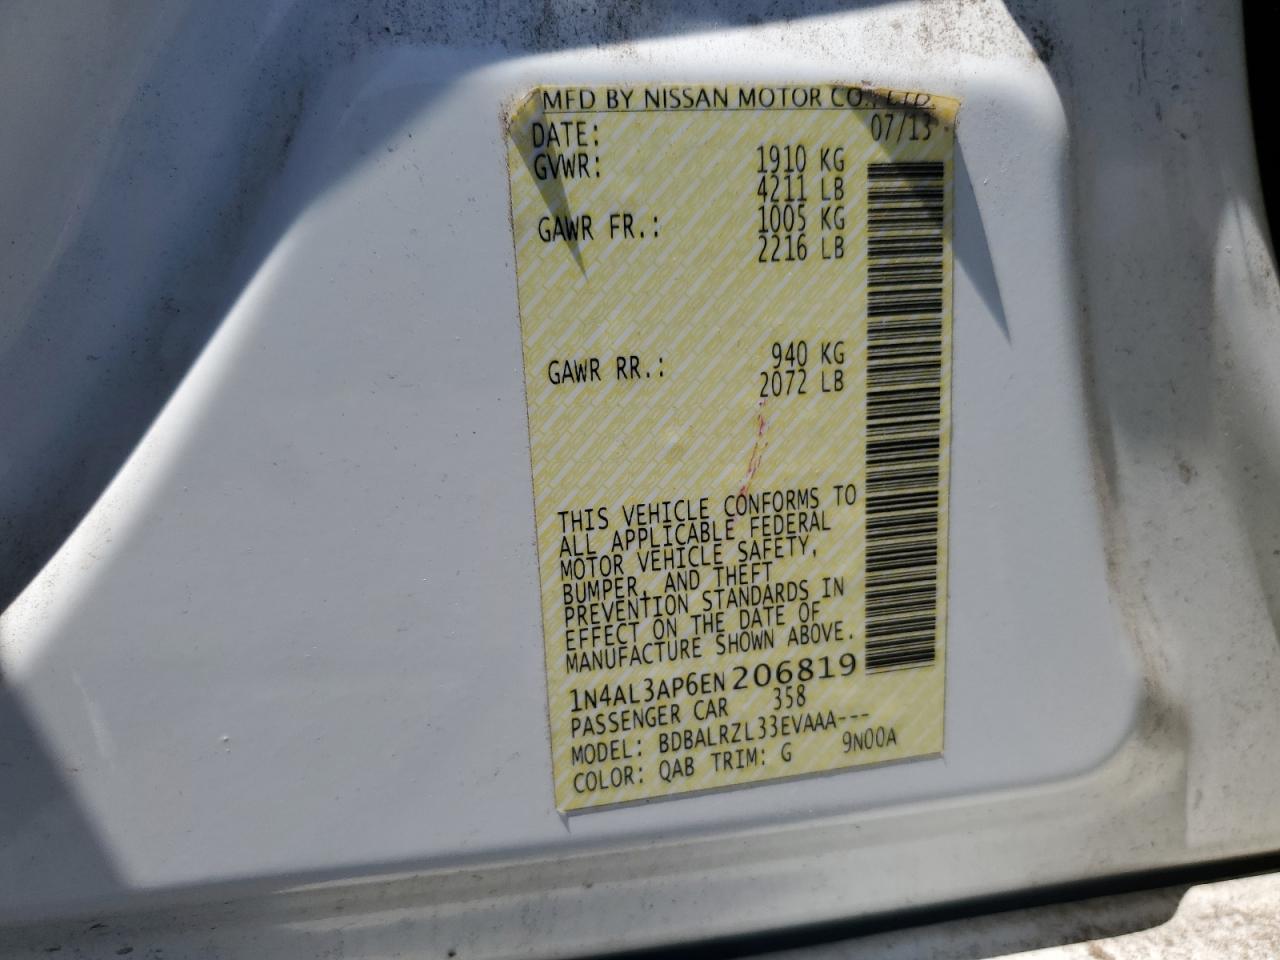 MFD BY NISSAN MOTOR CO., LTD.
DATE: 07/13
GVWR: 1910 KG
4211 LB
GAWR FR.: 1005 KG
2216 LB
GAWR RR.: 940 KG
2072 LB
THIS VEHICLE CONFORMS TO
ALL APPLICABLE FEDERAL
MOTOR VEHICLE SAFETY,
BUMPER, AND THEFT
PREVENTION STANDARDS IN
EFFECT ON THE DATE OF
MANUFACTURE SHOWN ABOVE.
1N4AL3AP6EN206819
PASSENGER CAR 358
MODEL: BDBALRZL33EVAAA---
COLOR: QAB TRIM: G 9N00A